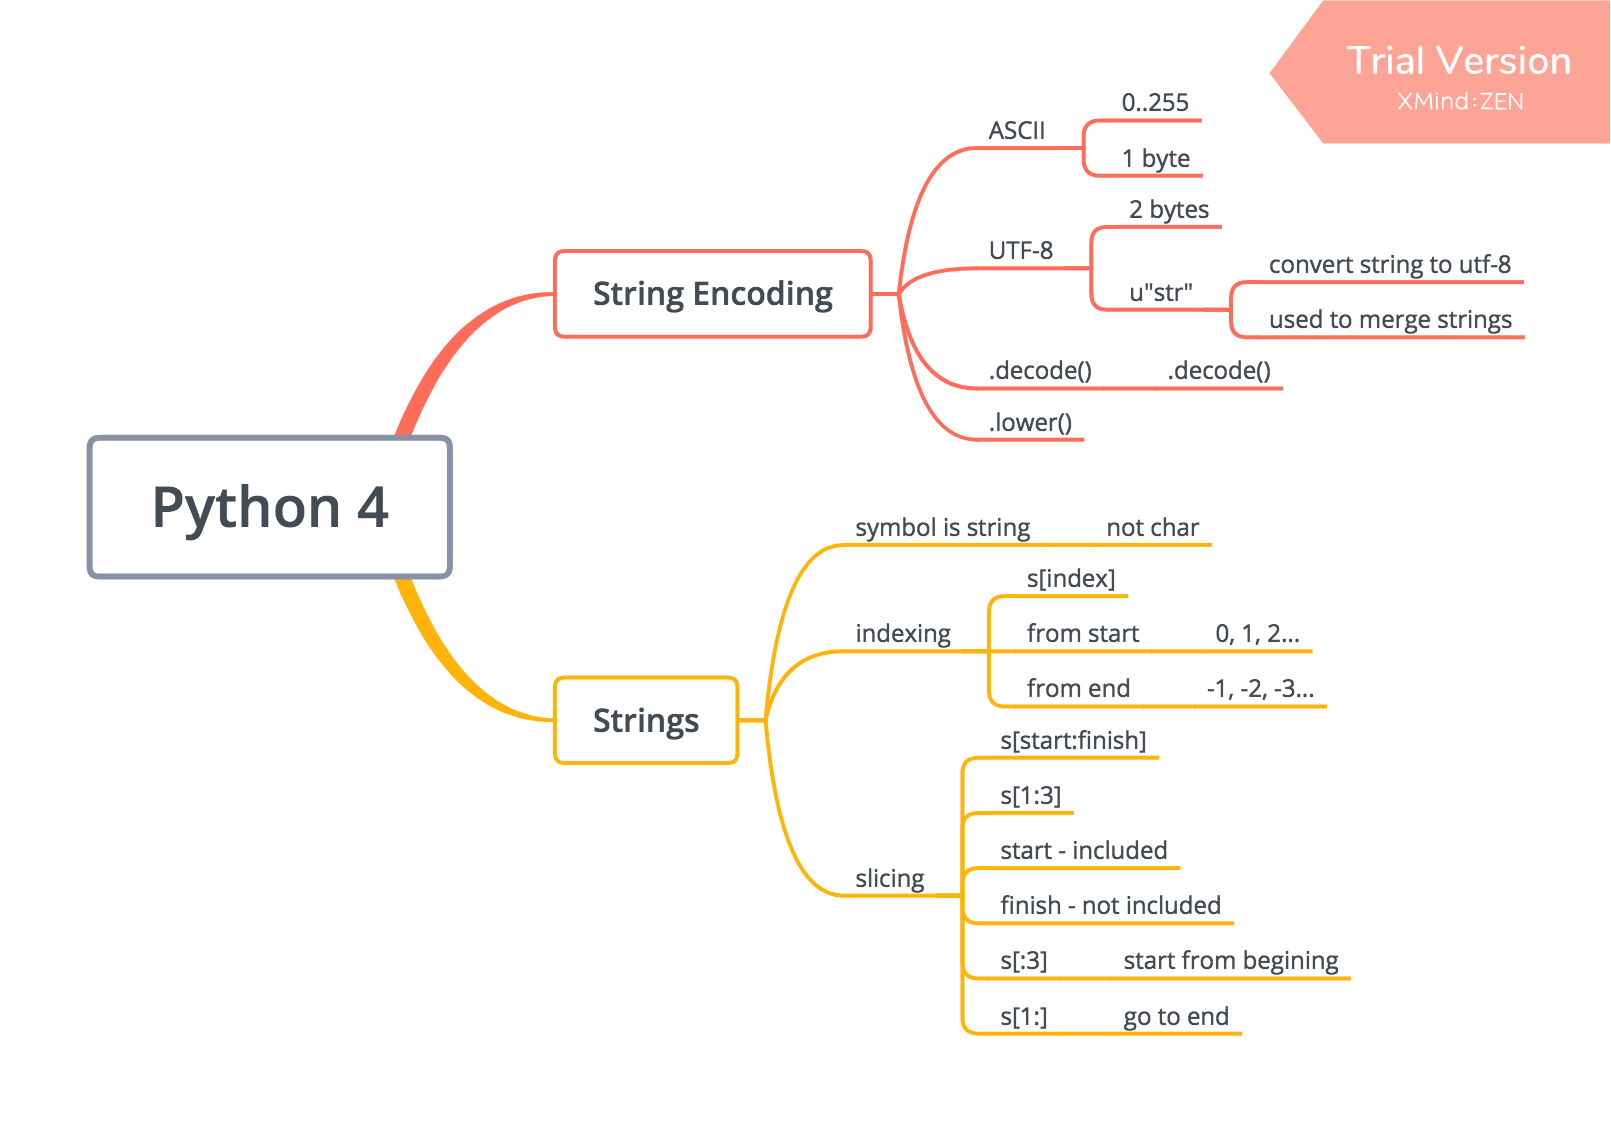 Trial Version
XMind:ZEN
Python 4
String Encoding
ASCII
0..255
1 byte
UTF-8
2 bytes
u"str"
convert string to utf-8
used to merge strings
.decode()
.decode()
.lower()
Strings
symbol is string
not char
indexing
s[index]
from start
0, 1, 2...
from end
-1, -2, -3...
slicing
s[start:finish]
s[1:3]
start - included
finish - not included
s[:3]
start from begining
s[1:]
go to end